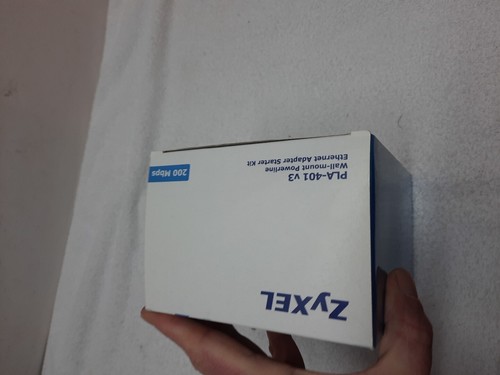 ZyXEL
PLA-401 v3
Wall-mount Powerline
Ethernet Adapter Starter Kit
200 Mbps